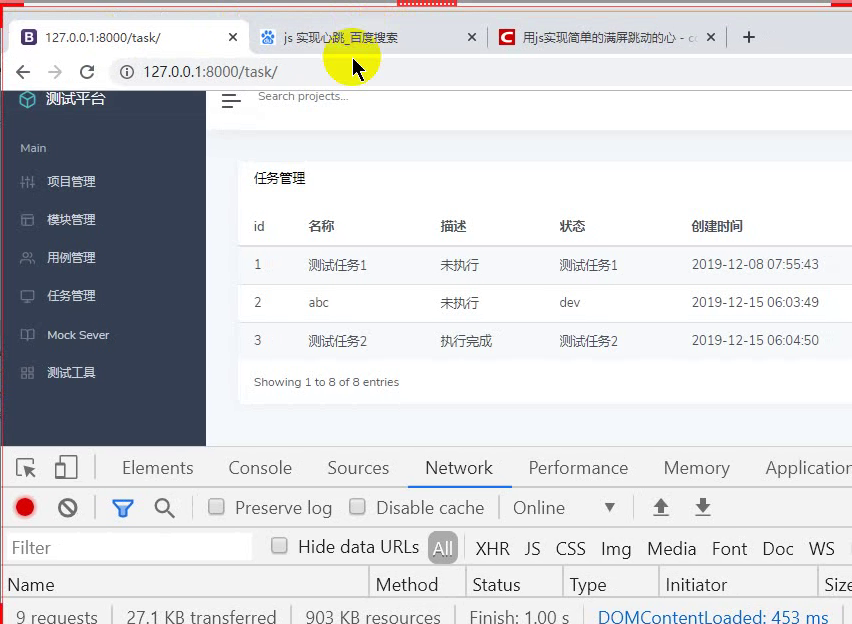 127.0.0.1:8000/task/
js 实现心跳_百度搜索
用js实现简单的满屏跳动的心 - c
127.0.0.1:8000/task/
测试平台
Search projects...
Main
项目管理
模块管理
用例管理
任务管理
Mock Sever
测试工具
任务管理
id 名称 描述 状态 创建时间
1 测试任务1 未执行 测试任务1 2019-12-08 07:55:43
2 abc 未执行 dev 2019-12-15 06:03:49
3 测试任务2 执行完成 测试任务2 2019-12-15 06:04:50
Showing 1 to 8 of 8 entries
Elements Console Sources Network Performance Memory Application
Preserve log Disable cache Online
Filter Hide data URLs All XHR JS CSS Img Media Font Doc WS
Name Method Status Type Initiator Size
9 requests 27.1 KB transferred 903 KB resources Finish: 1.00 s DOMContentLoaded: 453 ms